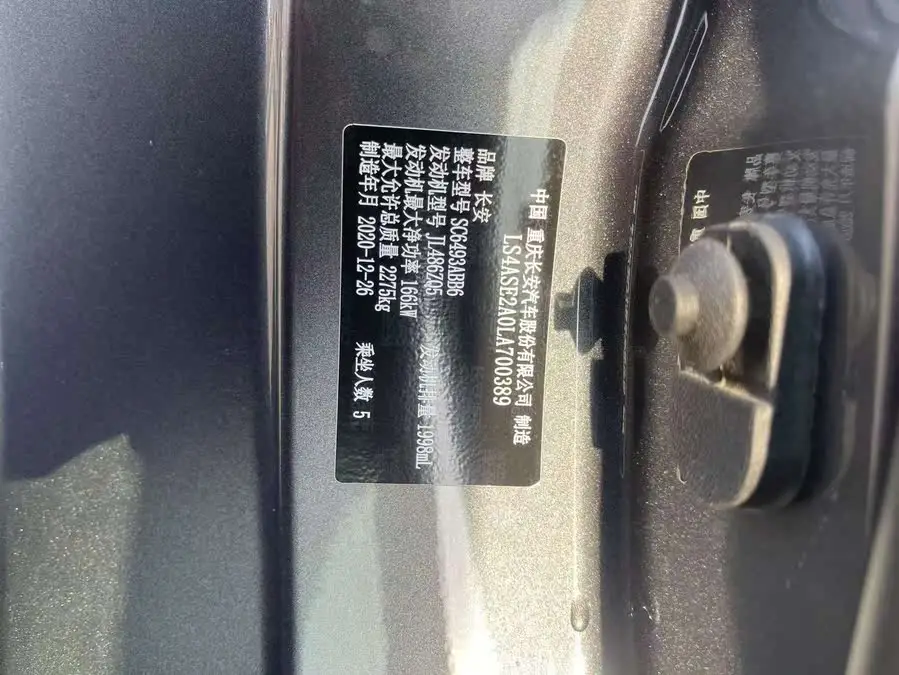 中国 重庆长安汽车股份有限公司 制造
LS4ASE2A0LA700389
品牌 长安
整车型号 SC6493ABB6
发动机型号 JL486ZQ5 发动机排量 1998mL
发动机最大净功率 166kW
最大允许总质量 2275kg
制造年月 2020-12-26 乘坐人数 5
中国